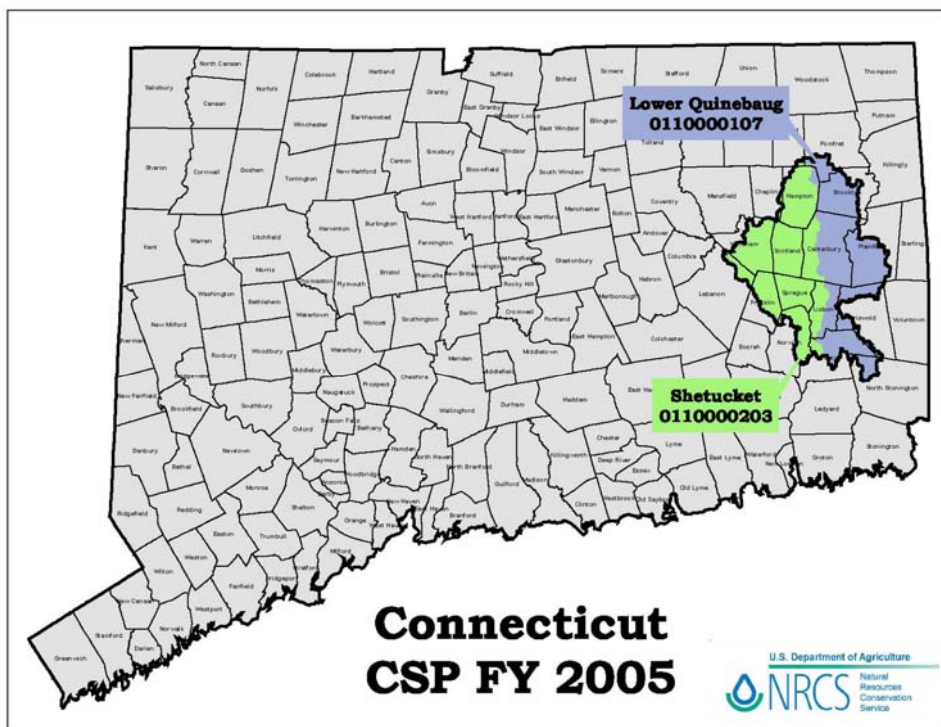 North Canaan
Colebrook
Hartland
Suffield
Enfield
Somers
Stafford
Union
Woodstock
Thompson
Salisbury
Canaan
Norfolk
Granby
East Granby
Windsor Locks
Lower Quinebaug
0110000107
Winchester
Barkhamsted
East Windsor
Ellington
Tolland
Pomfret
Putnam
Sharon
Cornwall
Goshen
Torrington
New Hartford
Canton
Simsbury
Bloomfield
Windsor
South Windsor
Vernon
Killingly
Avon
Mansfield
Chaplin
Hampton
Kent
Warren
Litchfield
Harwinton
Burlington
Farmington
West Hartford
East Hartford
Manchester
Bolton
Coventry
Andover
Columbia
Scotland
Canterbury
Sterling
Morris
Thomaston
Plymouth
Bristol
Plainville
New Britain
Wethersfield
Glastonbury
Hebron
Washington
Bethlehem
Rocky Hill
Marlborough
Lebanon
Sprague
Lisbon
New Milford
Watertown
Wolcott
Southington
Berlin
Cromwell
Portland
East Hampton
Colchester
Bozrah
Voluntown
Roxbury
Woodbury
Waterbury
Middlebury
Meriden
Middletown
Middlefield
New Fairfield
Brookfield
Southbury
Naugatuck
Prospect
Cheshire
Wallingford
Durham
Haddam
Shetucket
0110000203
North Stonington
Ledyard
Danbury
Bethel
Newtown
Oxford
Beacon Falls
Bethany
Hamden
North Haven
North Branford
Killingworth
Chester
Deep River
Essex
Lyme
East Lyme
Waterford
Groton
Stonington
Seymour
Woodbridge
Monroe
Shelton
Guilford
Madison
Clinton
Westbrook
Old Saybrook
Old Lyme
Ridgefield
Redding
Easton
Trumbull
Orange
Milford
Branford
Wilton
Weston
Fairfield
Bridgeport
Stratford
New Canaan
Westport
Norwalk
Darien
Stamford
Greenwich
Connecticut
CSP FY 2005
U.S. Department of Agriculture
NRCS
Natural
Resources
Conservation
Service